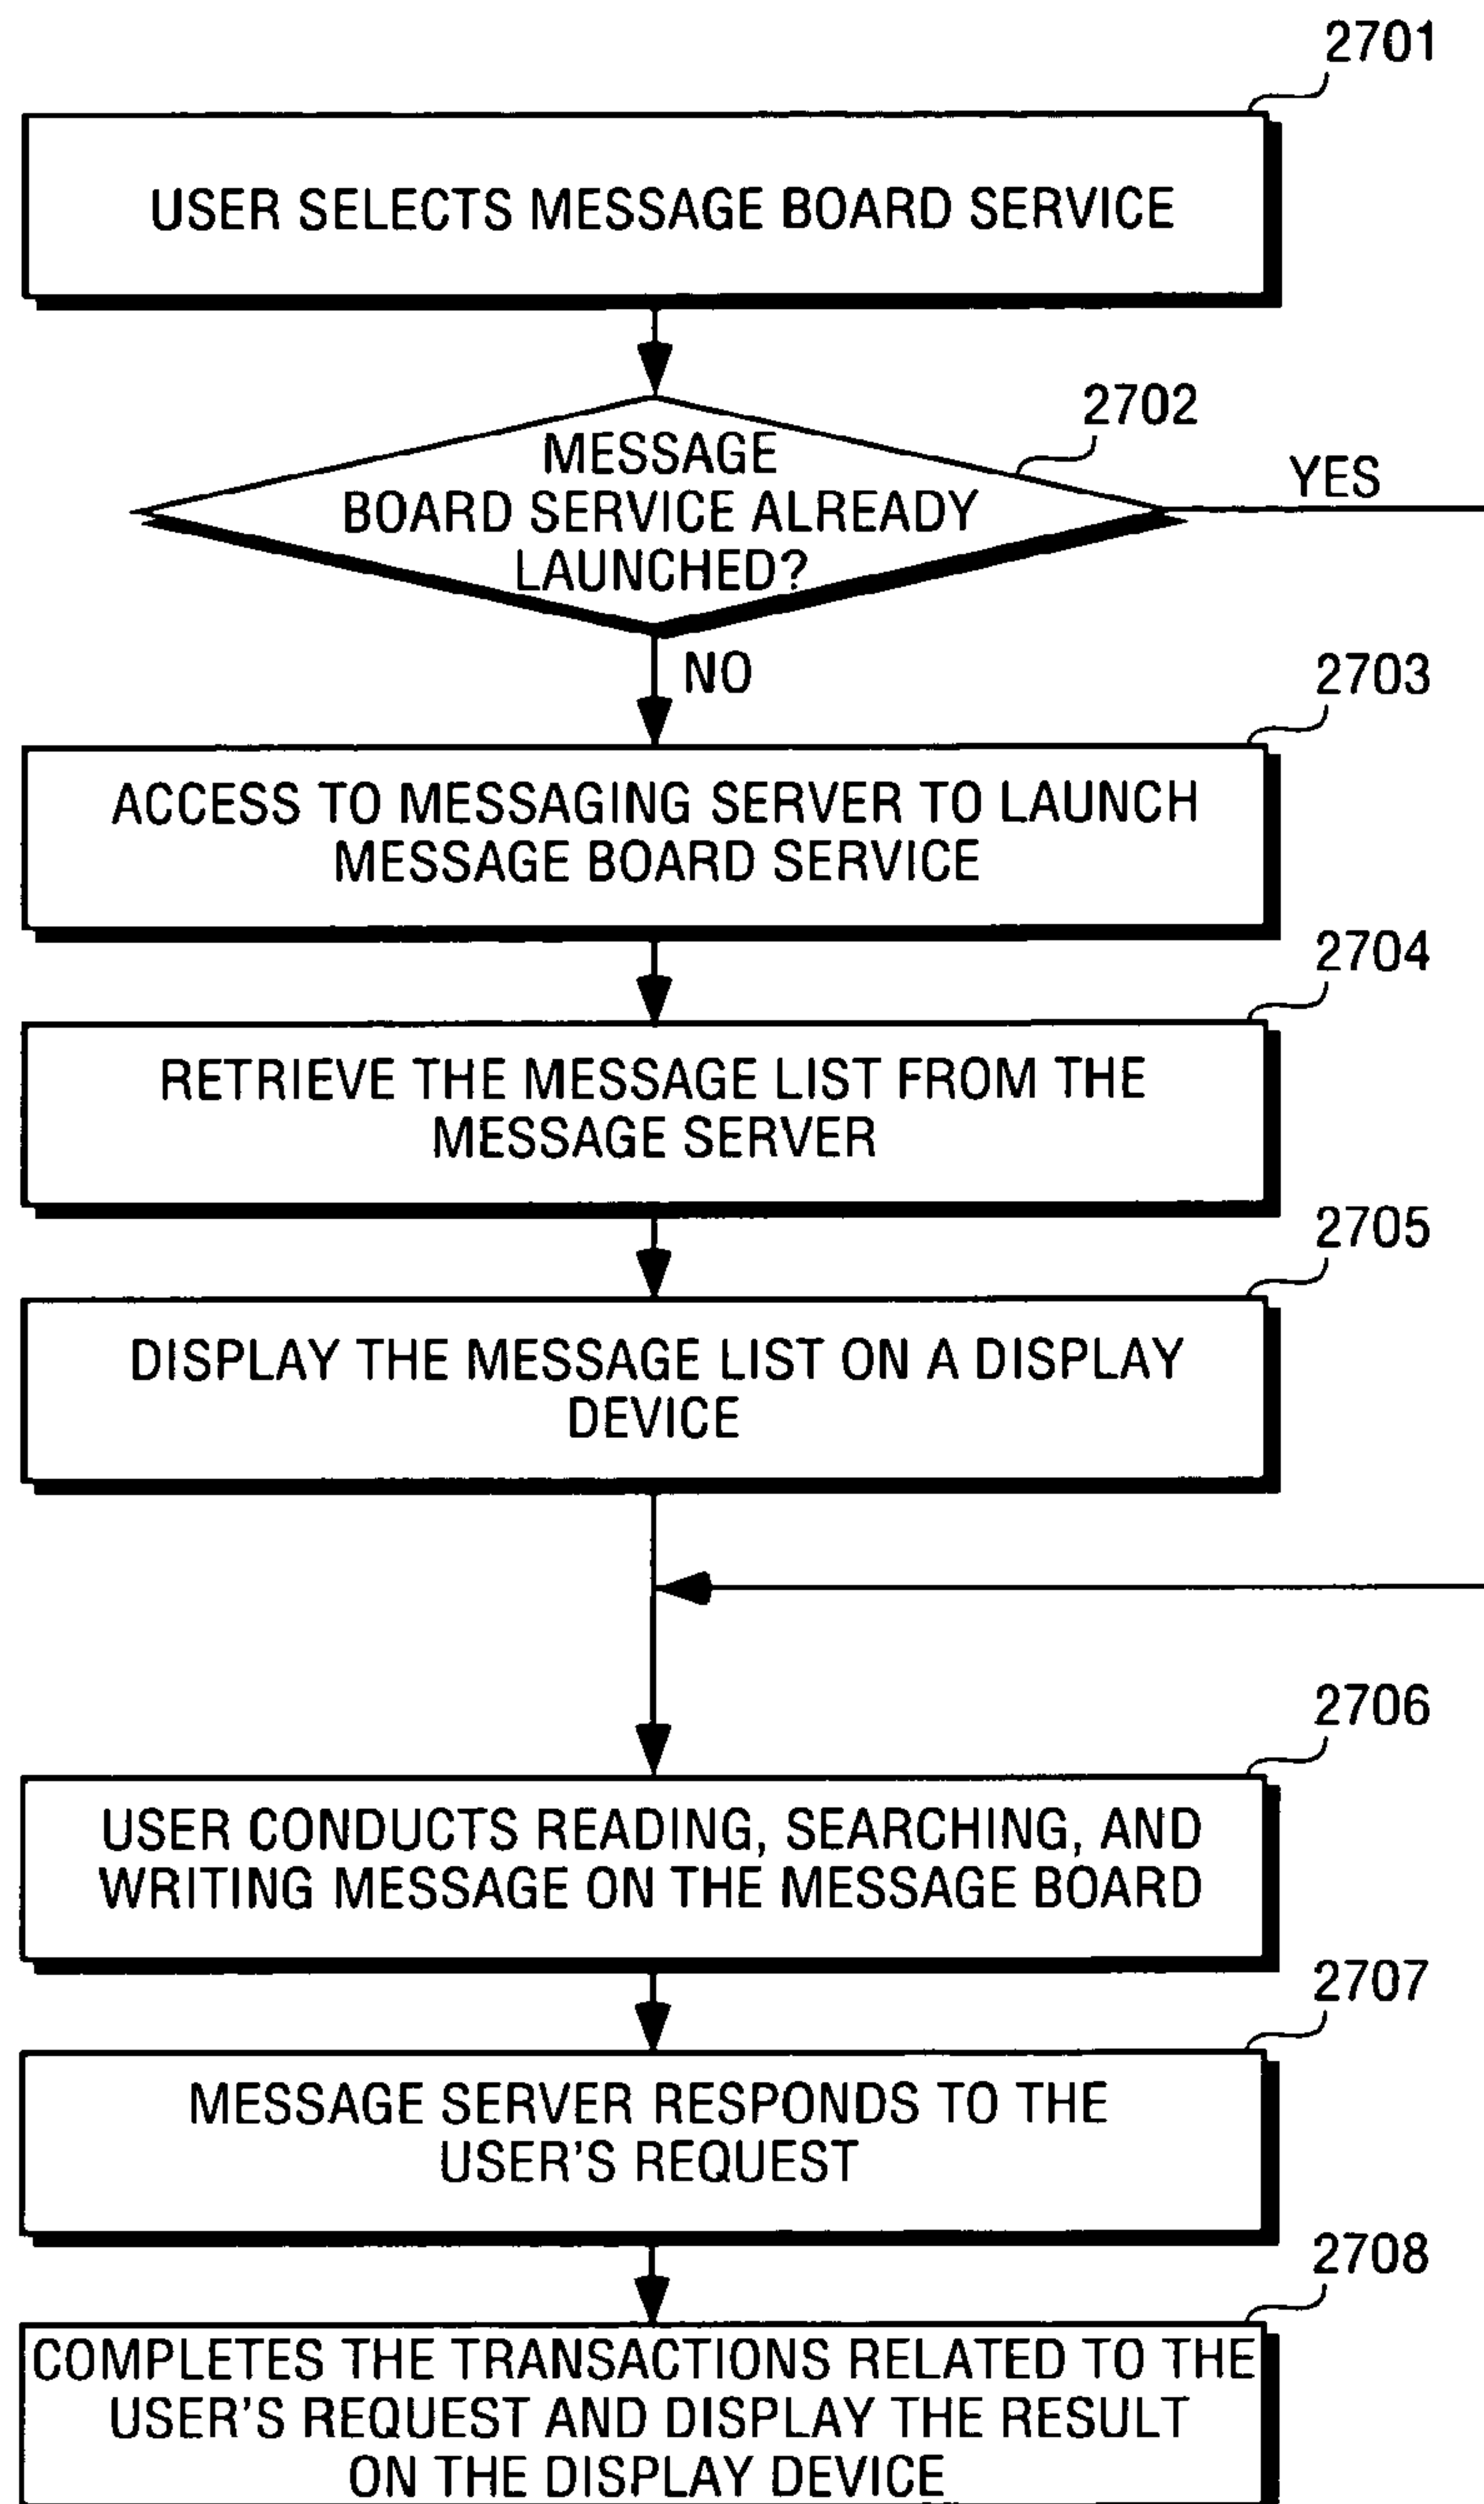 2701
USER SELECTS MESSAGE BOARD SERVICE
2702
MESSAGE
BOARD SERVICE ALREADY
LAUNCHED?
YES
NO
2703
ACCESS TO MESSAGING SERVER TO LAUNCH
MESSAGE BOARD SERVICE
2704
RETRIEVE THE MESSAGE LIST FROM THE
MESSAGE SERVER
2705
DISPLAY THE MESSAGE LIST ON A DISPLAY
DEVICE
2706
USER CONDUCTS READING, SEARCHING, AND
WRITING MESSAGE ON THE MESSAGE BOARD
2707
MESSAGE SERVER RESPONDS TO THE
USER'S REQUEST
2708
COMPLETES THE TRANSACTIONS RELATED TO THE
USER'S REQUEST AND DISPLAY THE RESULT
ON THE DISPLAY DEVICE